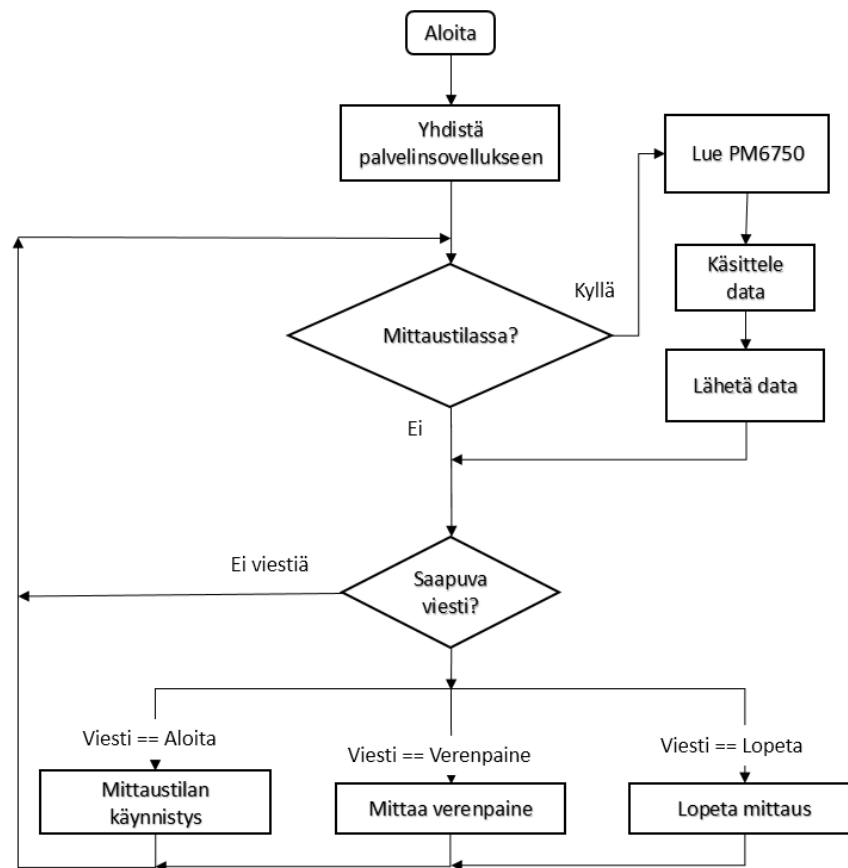 Aloita
Yhdistä
palvelinsovellukseen
Lue PM6750
Käsittele
data
Kyllä
Mittaustilassa?
Lähetä data
Ei
Ei viestiä
Saapuva
viesti?
Viesti == Aloita
Viesti == Verenpaine
Viesti == Lopeta
Mittaustilan
käynnistys
Mittaa verenpaine
Lopeta mittaus